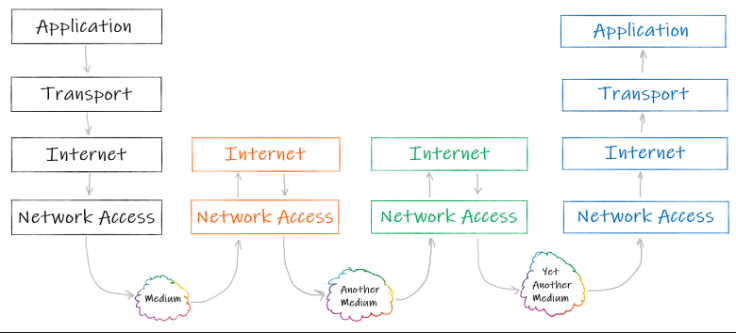 Application
Application
Transport
Transport
Internet
Internet
Internet
Internet
Network Access
Network Access
Network Access
Network Access
Medium
Another
Medium
Yet
Another
Medium